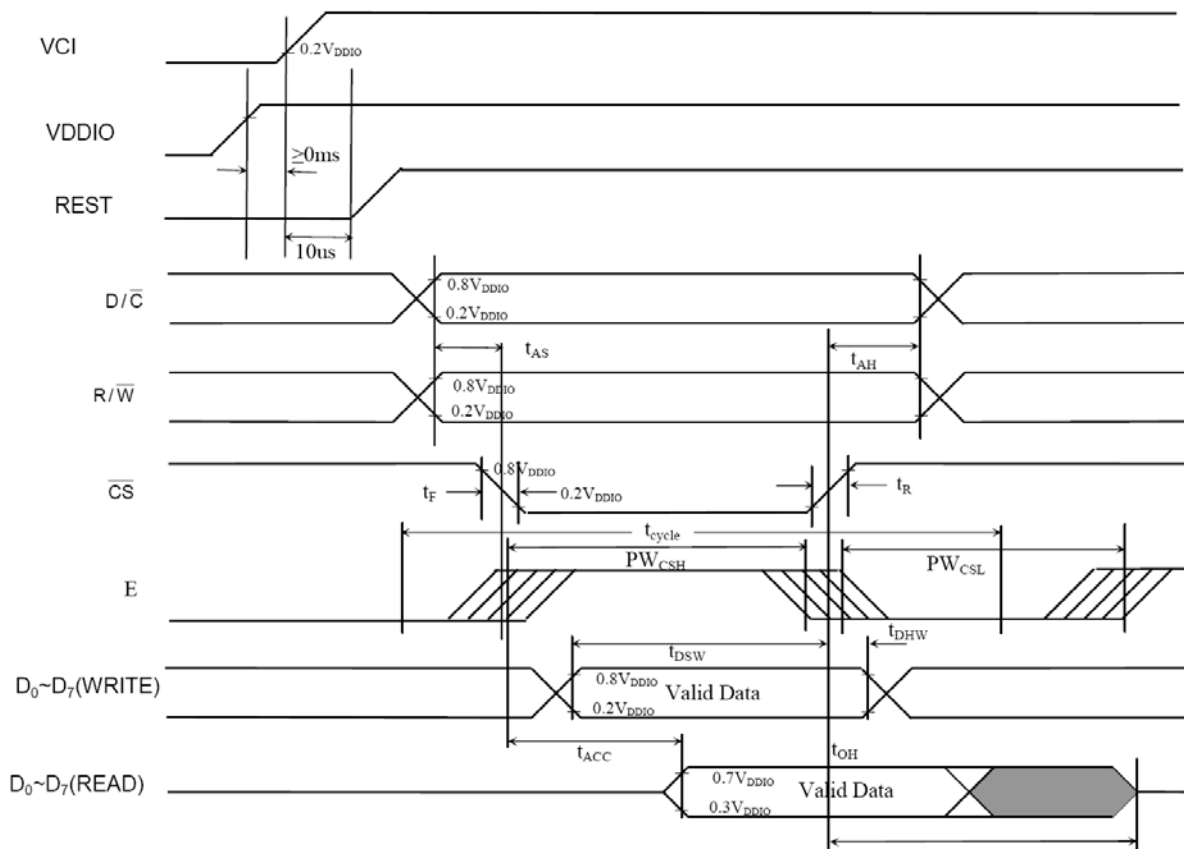 VCI
0.2VDDIO
VDDIO
≥0ms
REST
10us
D/C̅
0.8VDDIO
0.2VDDIO
tAS
tAH
R/W̅
0.8VDDIO
0.2VDDIO
C̅S̅
0.8VDDIO
tF
0.2VDDIO
tR
tcycle
PWCSH
PWCSL
E
tDHW
tDSW
D0~D7(WRITE)
0.8VDDIO
Valid Data
0.2VDDIO
tACC
tOH
D0~D7(READ)
0.7VDDIO
Valid Data
0.3VDDIO